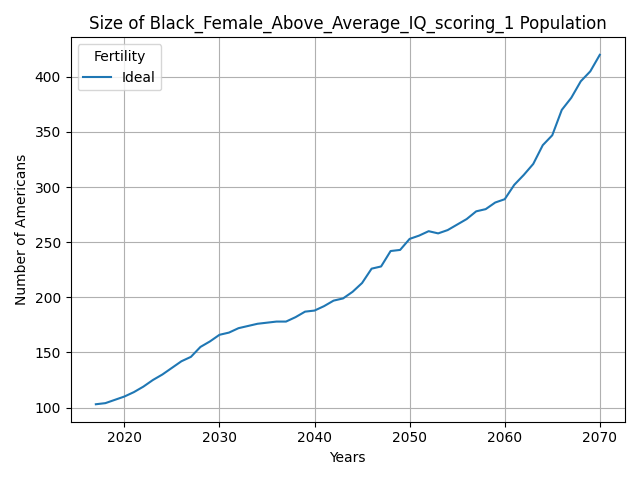 Size of Black_Female_Above_Average_IQ_scoring_1 Population
Fertility
Ideal
Number of Americans
400
350
300
250
200
150
100
2020 2030 2040 2050 2060 2070
Years